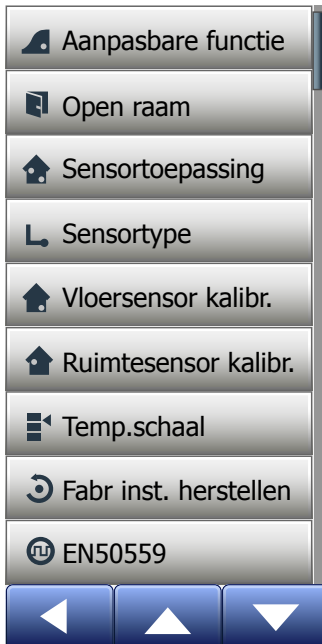 Aanpasbare functie
Open raam
Sensortoepassing
Sensortype
Vloersensor kalibr.
Ruimtesensor kalibr.
Temp.schaal
Fabr inst. herstellen
EN50559